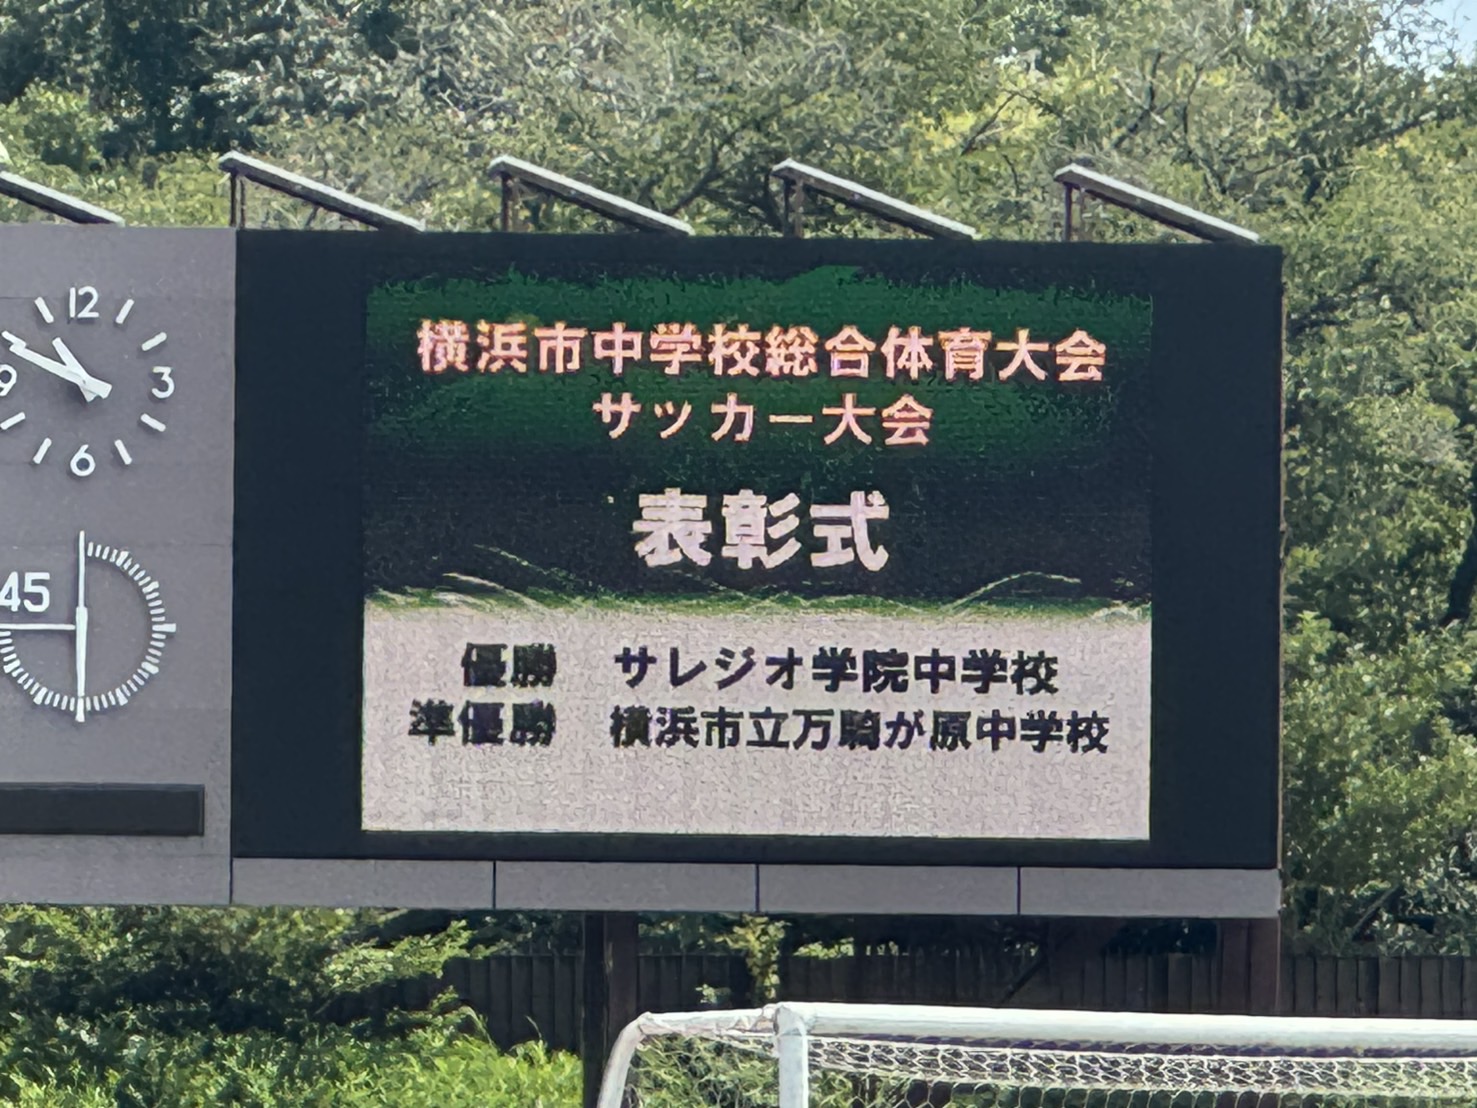 12
3
9
6
45
横浜市中学校総合体育大会
サッカー大会
表彰式
優勝 サレジオ学院中学校
準優勝 横浜市立万騎が原中学校